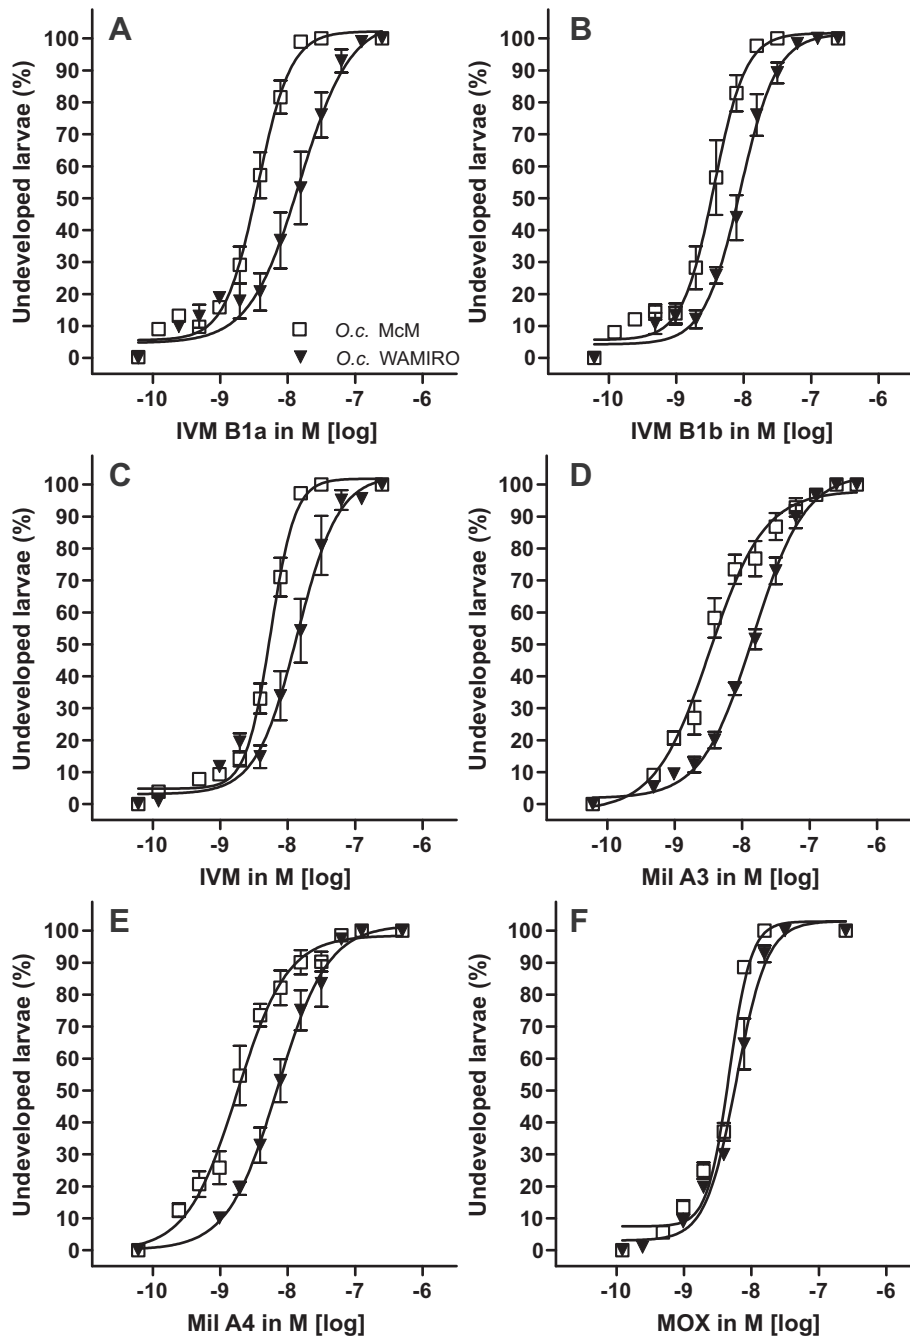 A
Undeveloped larvae (%)
100
90
80
70
60
50
40
30
20
10
0
O.c. McM
O.c. WAMIRO
-10 -9 -8 -7 -6
IVM B1a in M [log]
B
Undeveloped larvae (%)
100
90
80
70
60
50
40
30
20
10
0
-10 -9 -8 -7 -6
IVM B1b in M [log]
C
Undeveloped larvae (%)
100
90
80
70
60
50
40
30
20
10
0
-10 -9 -8 -7 -6
IVM in M [log]
D
Undeveloped larvae (%)
100
90
80
70
60
50
40
30
20
10
0
-10 -9 -8 -7 -6
Mil A3 in M [log]
E
Undeveloped larvae (%)
100
90
80
70
60
50
40
30
20
10
0
-10 -9 -8 -7 -6
Mil A4 in M [log]
F
Undeveloped larvae (%)
100
90
80
70
60
50
40
30
20
10
0
-10 -9 -8 -7 -6
MOX in M [log]